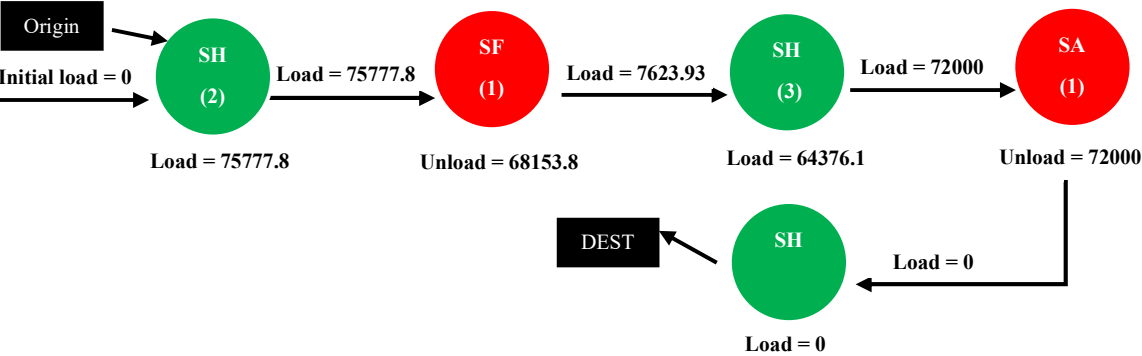 Origin
Initial load = 0
SH
(2)
Load = 75777.8
Load = 75777.8
SF
(1)
Unload = 68153.8
Load = 7623.93
SH
(3)
Load = 64376.1
Load = 72000
SA
(1)
Unload = 72000
Load = 0
SH
Load = 0
DEST